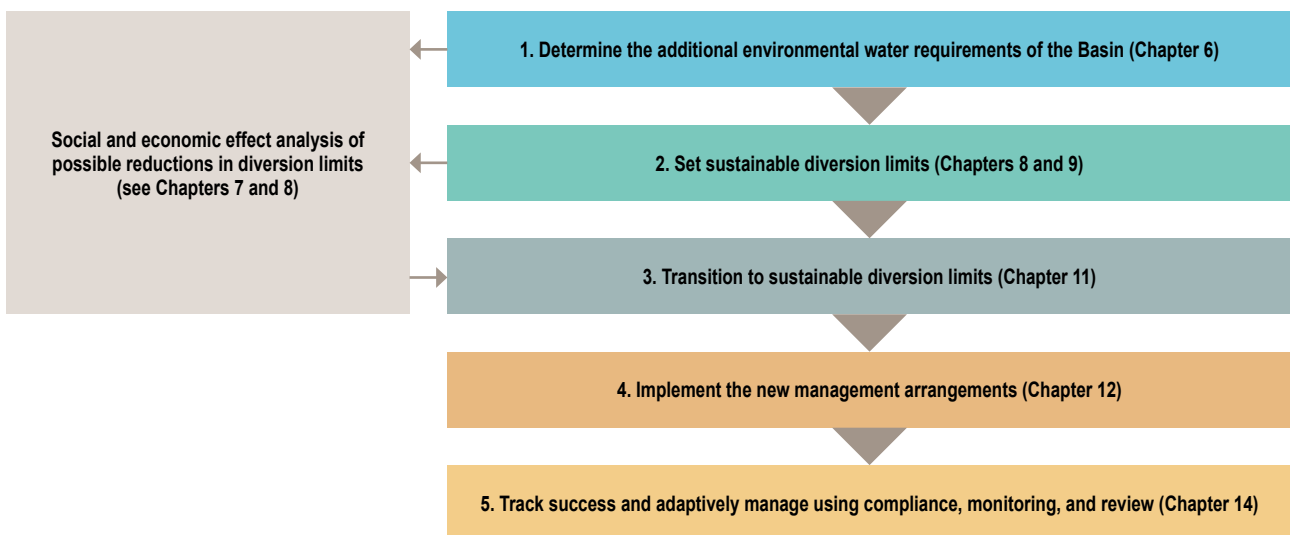 Social and economic effect analysis of
possible reductions in diversion limits
(see Chapters 7 and 8)
1. Determine the additional environmental water requirements of the Basin (Chapter 6)
2. Set sustainable diversion limits (Chapters 8 and 9)
3. Transition to sustainable diversion limits (Chapter 11)
4. Implement the new management arrangements (Chapter 12)
5. Track success and adaptively manage using compliance, monitoring, and review (Chapter 14)